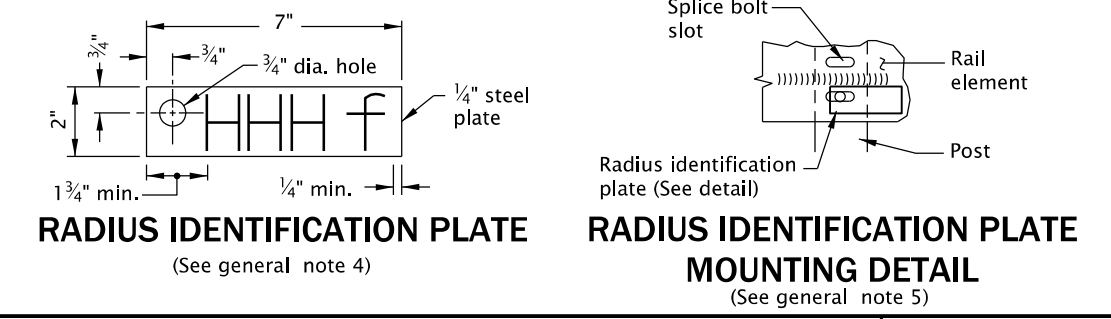 7"
¾"
¾"
¾" dia. hole
¼" steel
plate
2"
HHH f
1¾" min.
¼" min.
RADIUS IDENTIFICATION PLATE
(See general note 4)
Splice bolt
slot
Rail
element
Radius identification
plate (See detail)
Post
RADIUS IDENTIFICATION PLATE
MOUNTING DETAIL
(See general note 5)